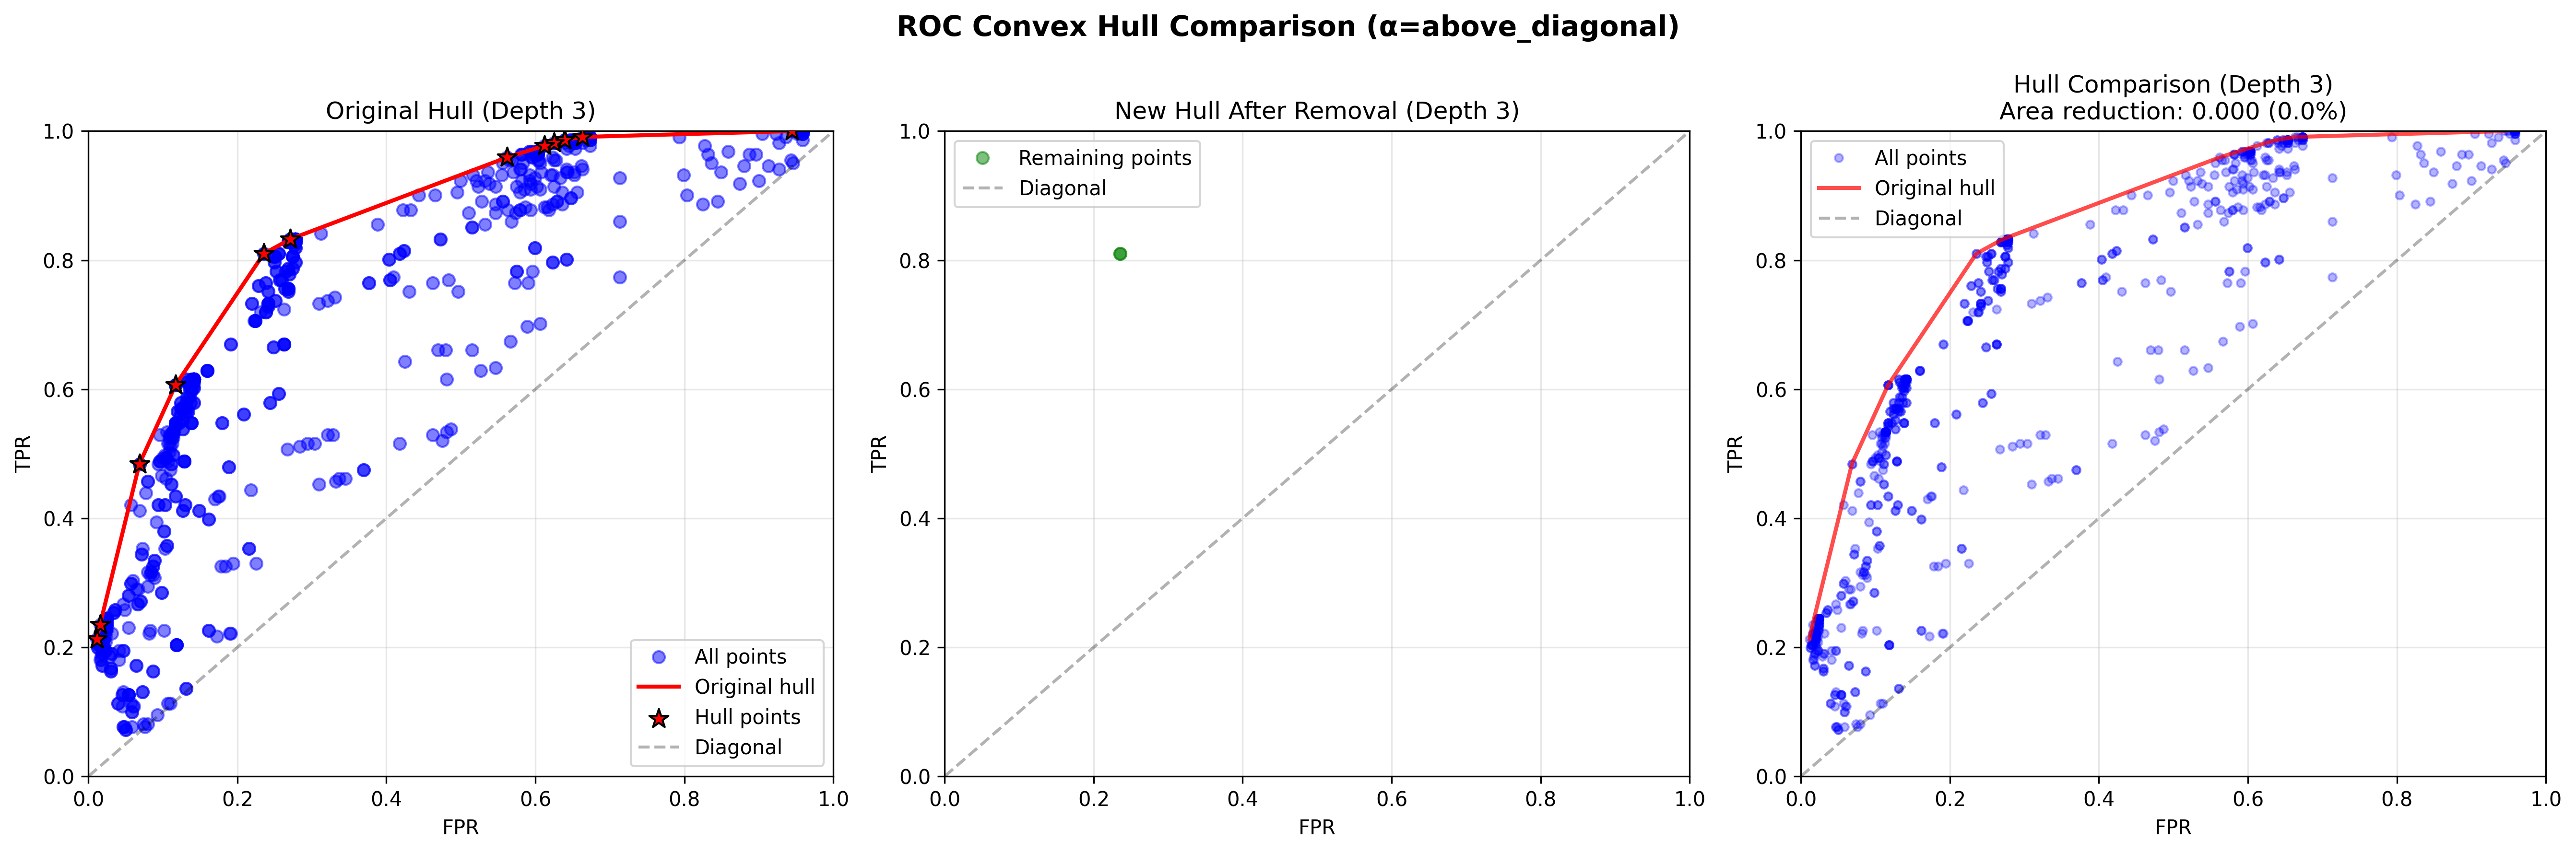 ROC Convex Hull Comparison (α=above_diagonal)
Original Hull (Depth 3)
1.0
0.8
0.6
0.4
0.2
0.0
TPR
All points
Original hull
Hull points
Diagonal
0.0 0.2 0.4 0.6 0.8 1.0
FPR
New Hull After Removal (Depth 3)
1.0
0.8
0.6
0.4
0.2
0.0
TPR
Remaining points
Diagonal
0.0 0.2 0.4 0.6 0.8 1.0
FPR
Hull Comparison (Depth 3)
Area reduction: 0.000 (0.0%)
1.0
0.8
0.6
0.4
0.2
0.0
TPR
All points
Original hull
Diagonal
0.0 0.2 0.4 0.6 0.8 1.0
FPR